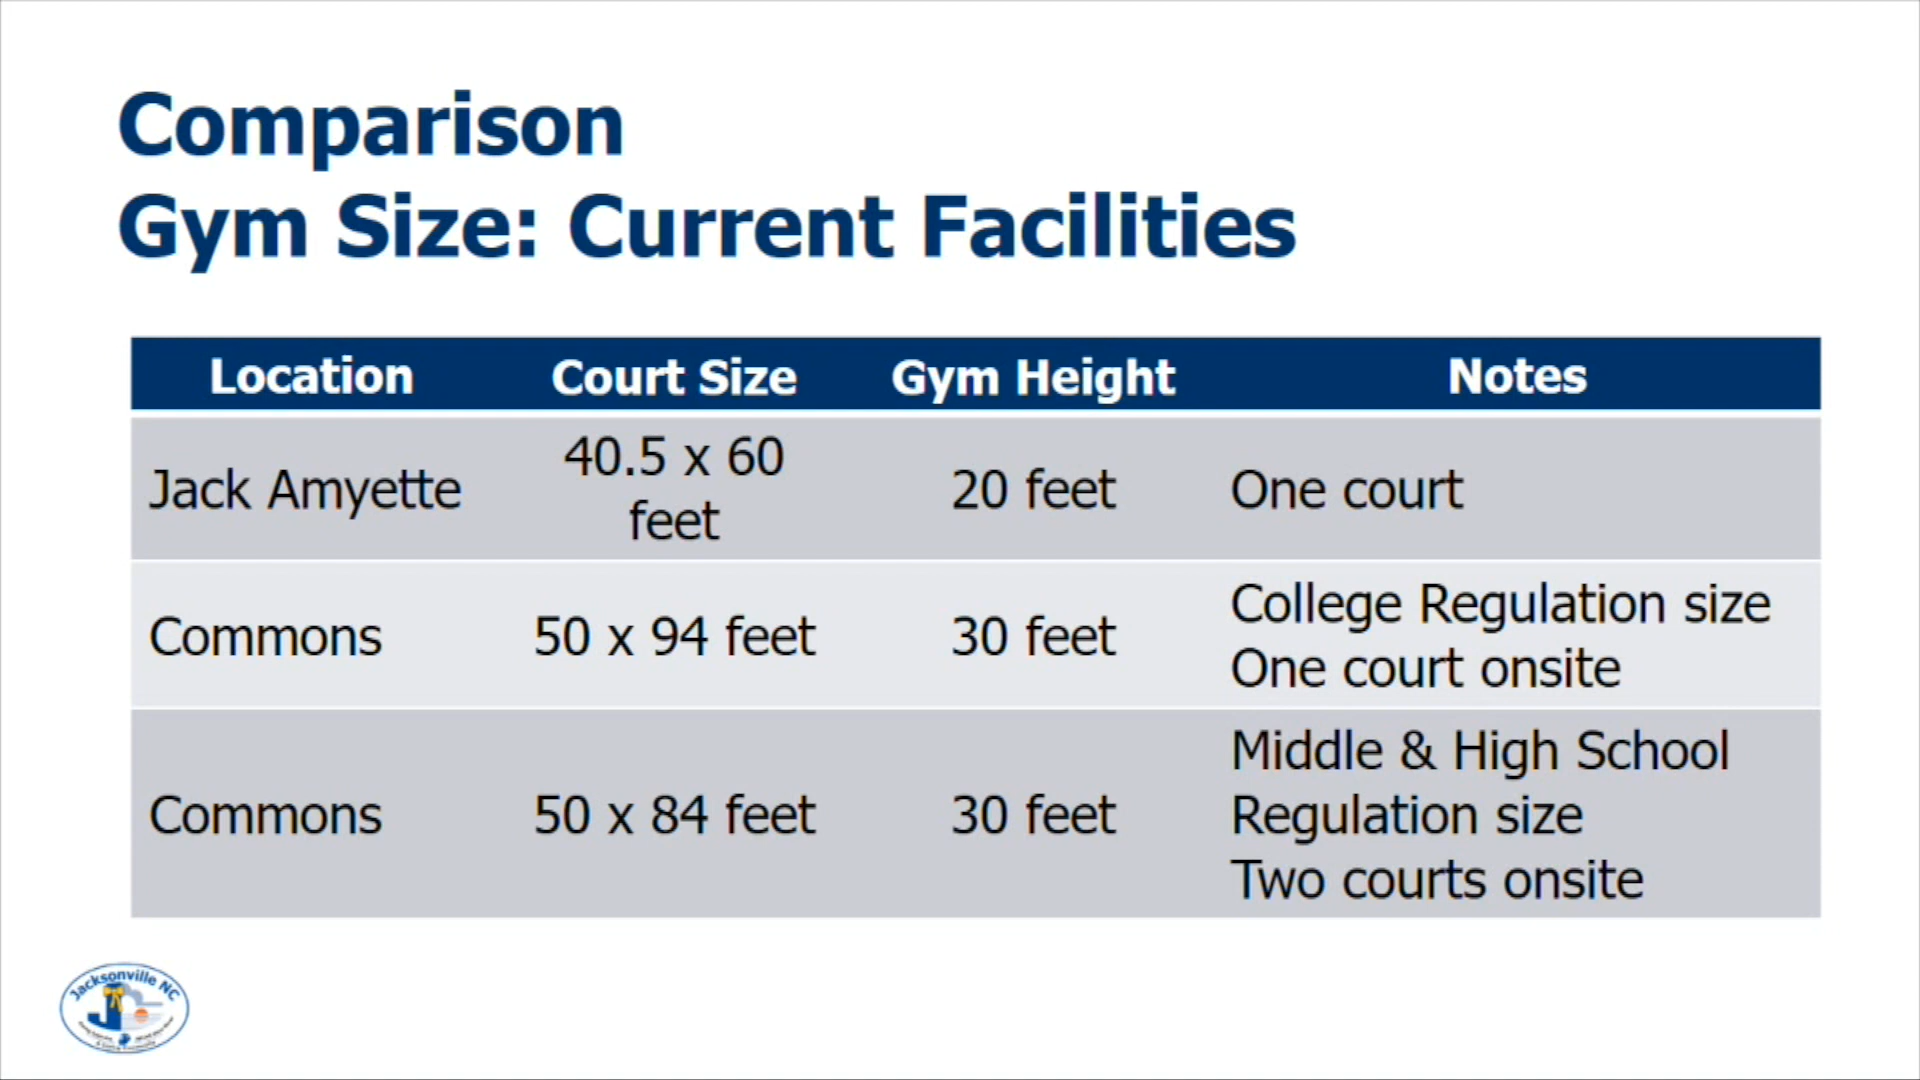 Comparison
Gym Size: Current Facilities
Location Court Size Gym Height Notes
Jack Amyette 40.5 x 60 feet 20 feet One court
Commons 50 x 94 feet 30 feet College Regulation size
One court onsite
Commons 50 x 84 feet 30 feet Middle & High School
Regulation size
Two courts onsite
Jacksonville NC